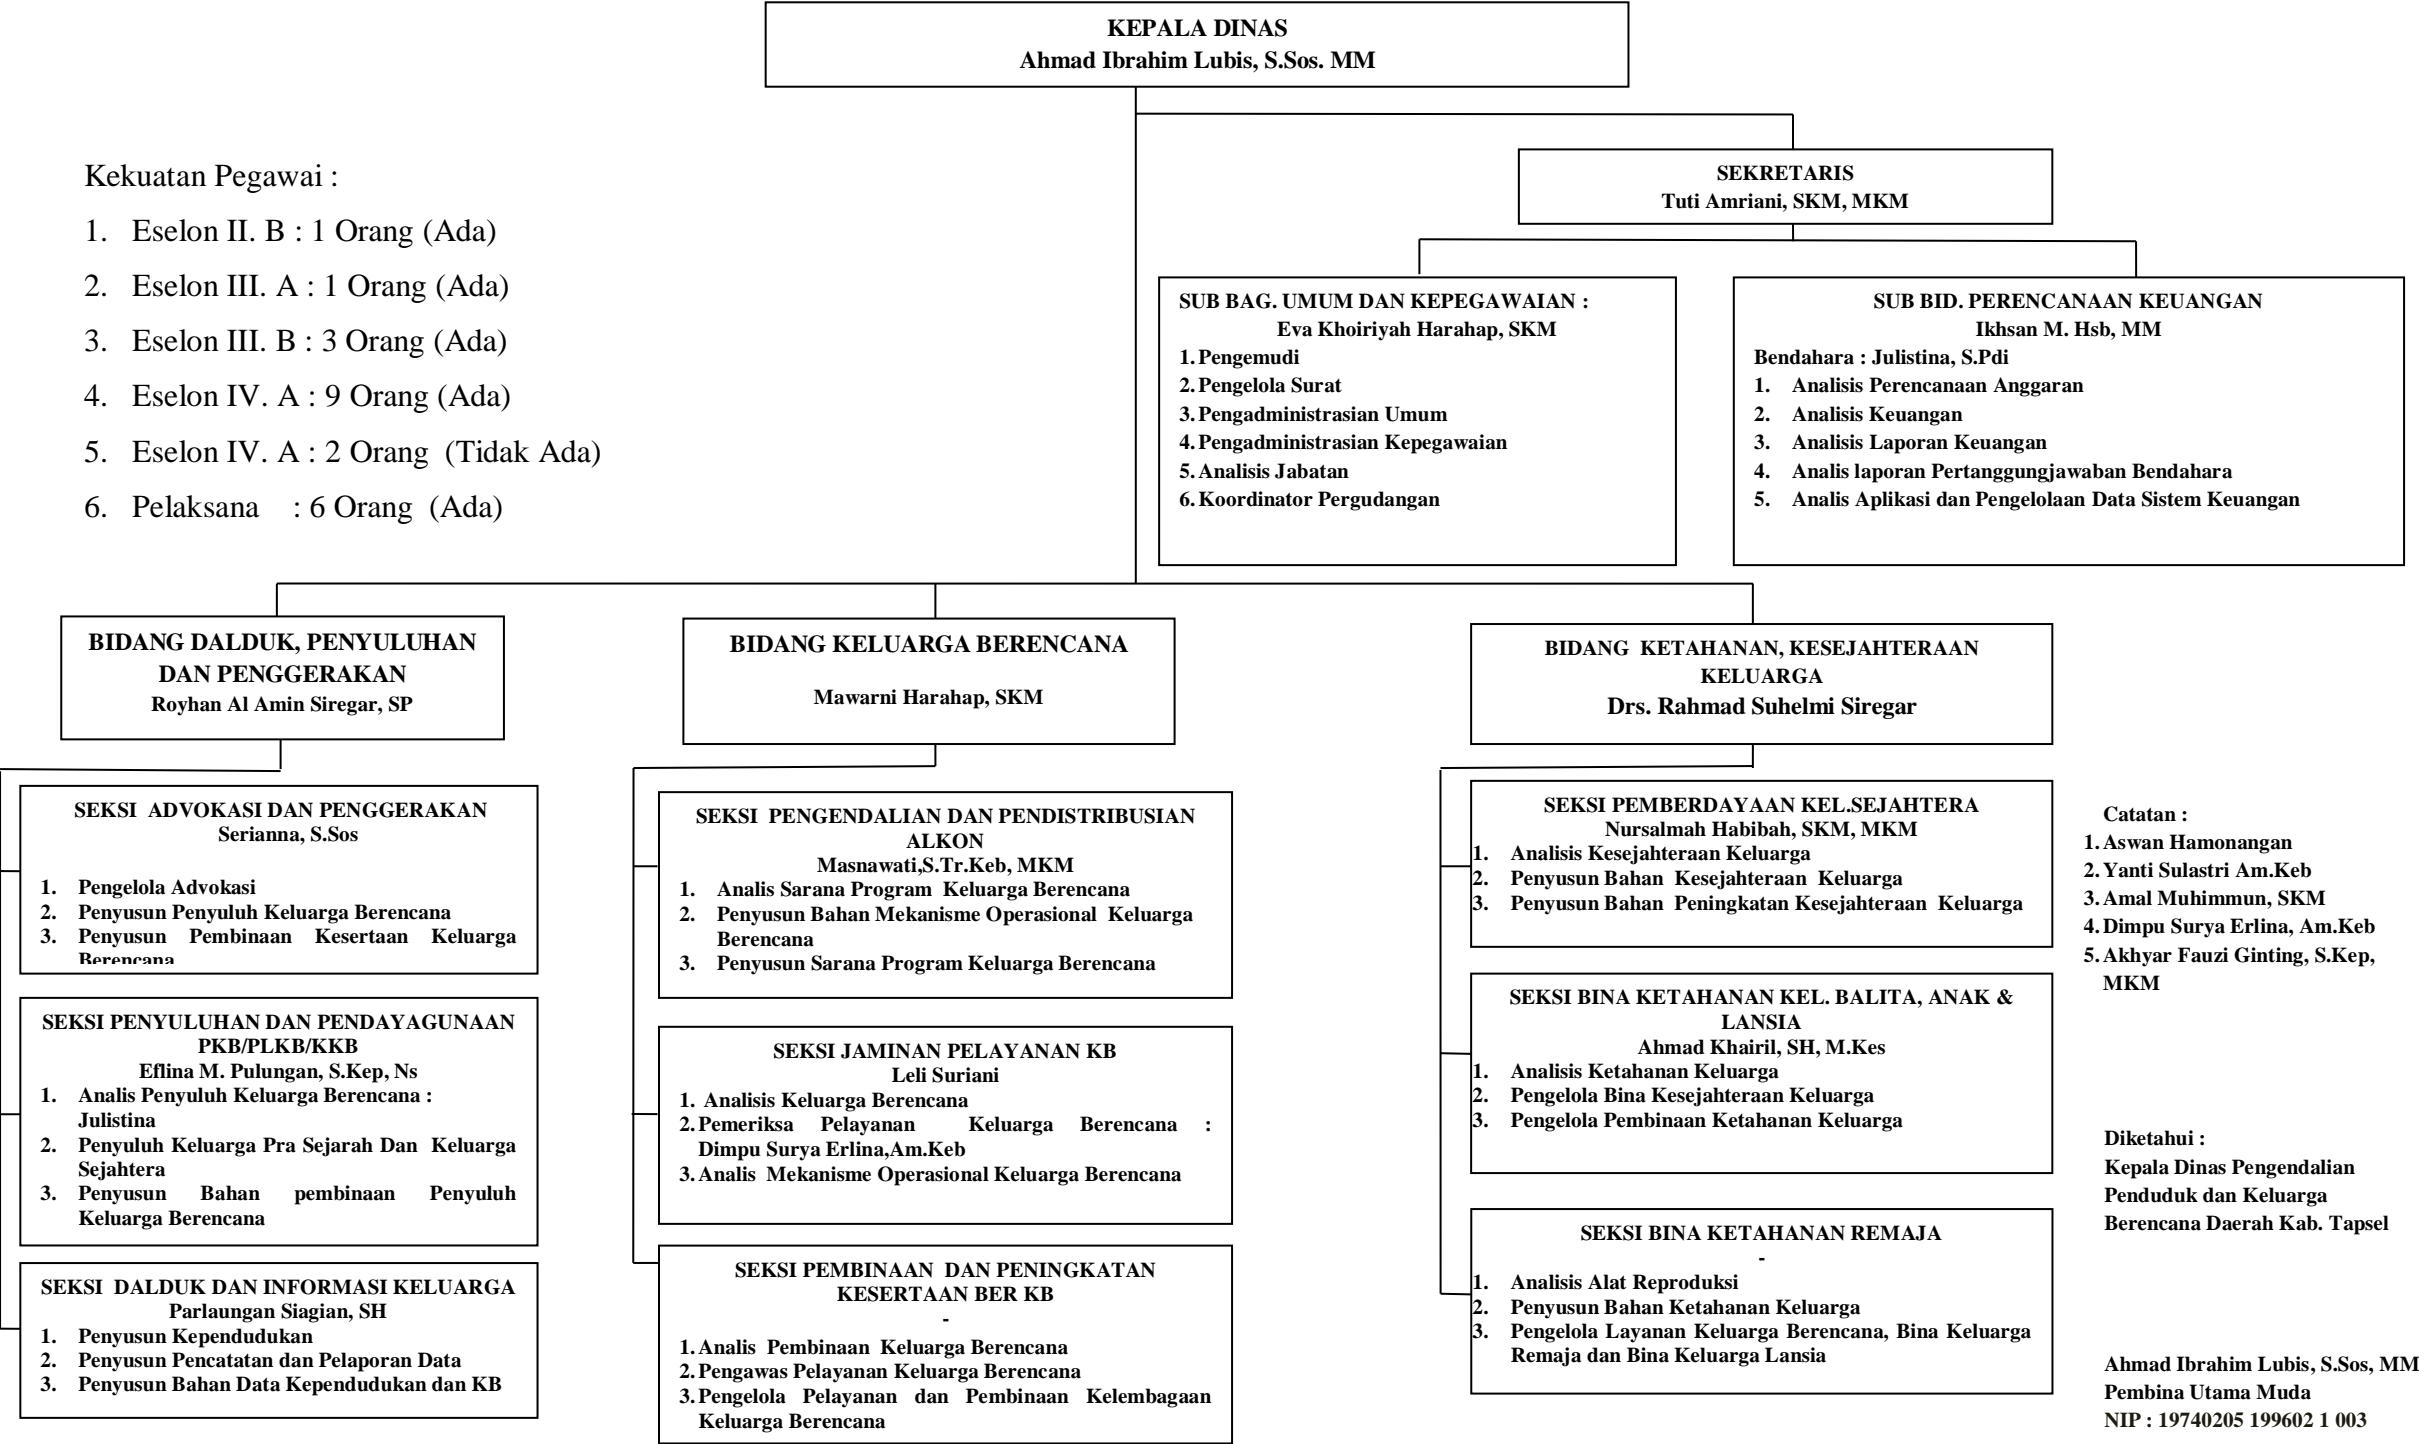 KEPALA DINAS
Ahmad Ibrahim Lubis, S.Sos. MM
SEKRETARIS
Tuti Amriani, SKM, MKM
Kekuatan Pegawai :
1. Eselon II. B : 1 Orang (Ada)
2. Eselon III. A : 1 Orang (Ada)
3. Eselon III. B : 3 Orang (Ada)
4. Eselon IV. A : 9 Orang (Ada)
5. Eselon IV. A : 2 Orang (Tidak Ada)
6. Pelaksana : 6 Orang (Ada)
SUB BAG. UMUM DAN KEPEGAWAIAN :
Eva Khoiriyah Harahap, SKM
1. Pengemudi
2. Pengelola Surat
3. Pengadministrasian Umum
4. Pengadministrasian Kepegawaian
5. Analisis Jabatan
6. Koordinator Pergudangan
SUB BID. PERENCANAAN KEUANGAN
Ikhsan M. Hsb, MM
Bendahara : Julistina, S.Pdi
1. Analisis Perencanaan Anggaran
2. Analisis Keuangan
3. Analisis Laporan Keuangan
4. Analis laporan Pertanggungjawaban Bendahara
5. Analis Aplikasi dan Pengelolaan Data Sistem Keuangan
BIDANG DALDUK, PENYULUHAN
DAN PENGGERAKAN
Royhan Al Amin Siregar, SP
BIDANG KELUARGA BERENCANA
Mawarni Harahap, SKM
BIDANG KETAHANAN, KESEJAHTERAAN
KELUARGA
Drs. Rahmad Suhelmi Siregar
SEKSI ADVOKASI DAN PENGGERAKAN
Serianna, S.Sos
1. Pengelola Advokasi
2. Penyusun Penyuluh Keluarga Berencana
3. Penyusun Pembinaan Kesertaan Keluarga
Berencana
SEKSI PENYULUHAN DAN PENDAYAGUNAAN
PKB/PLKB/KKB
Eflina M. Pulungan, S.Kep, Ns
1. Analis Penyuluh Keluarga Berencana :
Julistina
2. Penyuluh Keluarga Pra Sejarah Dan Keluarga
Sejahtera
3. Penyusun Bahan pembinaan Penyuluh
Keluarga Berencana
SEKSI DALDUK DAN INFORMASI KELUARGA
Parlaungan Siagian, SH
1. Penyusun Kependudukan
2. Penyusun Pencatatan dan Pelaporan Data
3. Penyusun Bahan Data Kependudukan dan KB
SEKSI PENGENDALIAN DAN PENDISTRIBUSIAN
ALKON
Masnawati,S.Tr.Keb, MKM
1. Analis Sarana Program Keluarga Berencana
2. Penyusun Bahan Mekanisme Operasional Keluarga
Berencana
3. Penyusun Sarana Program Keluarga Berencana
SEKSI JAMINAN PELAYANAN KB
Leli Suriani
1. Analisis Keluarga Berencana
2. Pemeriksa Pelayanan Keluarga Berencana :
Dimpu Surya Erlina,Am.Keb
3. Analis Mekanisme Operasional Keluarga Berencana
SEKSI PEMBINAAN DAN PENINGKATAN
KESERTAAN BER KB
-
1. Analis Pembinaan Keluarga Berencana
2. Pengawas Pelayanan Keluarga Berencana
3. Pengelola Pelayanan dan Pembinaan Kelembagaan
Keluarga Berencana
SEKSI PEMBERDAYAAN KEL.SEJAHTERA
Nursalmah Habibah, SKM, MKM
1. Analisis Kesejahteraan Keluarga
2. Penyusun Bahan Kesejahteraan Keluarga
3. Penyusun Bahan Peningkatan Kesejahteraan Keluarga
SEKSI BINA KETAHANAN KEL. BALITA, ANAK &
LANSIA
Ahmad Khairil, SH, M.Kes
1. Analisis Ketahanan Keluarga
2. Pengelola Bina Kesejahteraan Keluarga
3. Pengelola Pembinaan Ketahanan Keluarga
SEKSI BINA KETAHANAN REMAJA
-
1. Analisis Alat Reproduksi
2. Penyusun Bahan Ketahanan Keluarga
3. Pengelola Layanan Keluarga Berencana, Bina Keluarga
Remaja dan Bina Keluarga Lansia
Catatan :
1. Aswan Hamonangan
2. Yanti Sulastri Am.Keb
3. Amal Muhimmun, SKM
4. Dimpu Surya Erlina, Am.Keb
5. Akhyar Fauzi Ginting, S.Kep,
MKM
Diketahui :
Kepala Dinas Pengendalian
Penduduk dan Keluarga
Berencana Daerah Kab. Tapsel
Ahmad Ibrahim Lubis, S.Sos, MM
Pembina Utama Muda
NIP : 19740205 199602 1 003